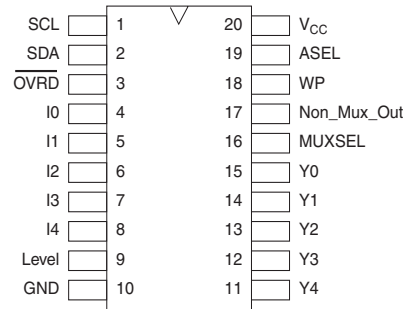 SCL 1 20 VCC
SDA 2 19 ASEL
OVRD 3 18 WP
I0 4 17 Non_Mux_Out
I1 5 16 MUXSEL
I2 6 15 Y0
I3 7 14 Y1
I4 8 13 Y2
Level 9 12 Y3
GND 10 11 Y4